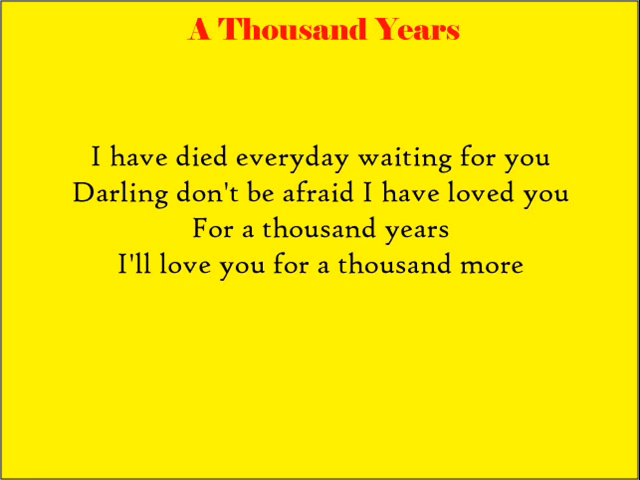 A Thousand Years
I have died everyday waiting for you
Darling don't be afraid I have loved you
For a thousand years
I'll love you for a thousand more